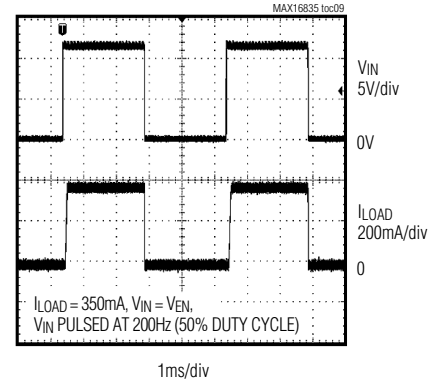 MAX16835 toc09
T
VIN
5V/div
0V
ILOAD
200mA/div
0
ILOAD = 350mA, VIN = VEN,
VIN PULSED AT 200Hz (50% DUTY CYCLE)
1ms/div